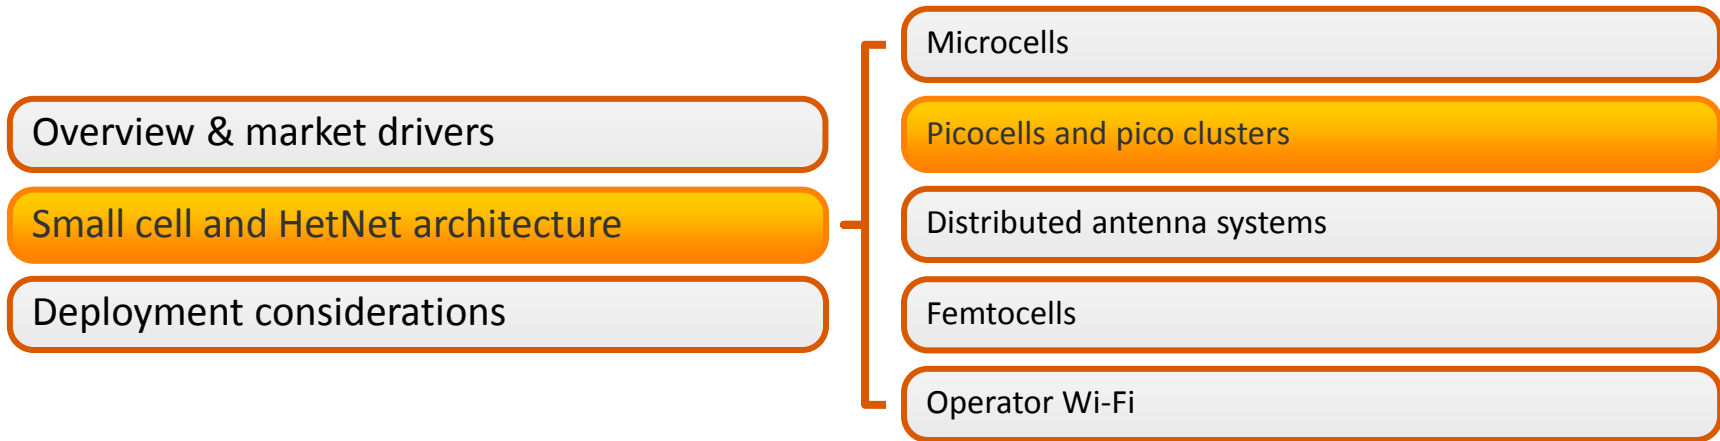 Overview & market drivers
Small cell and HetNet architecture
Deployment considerations
Microcells
Picocells and pico clusters
Distributed antenna systems
Femtocells
Operator Wi-Fi